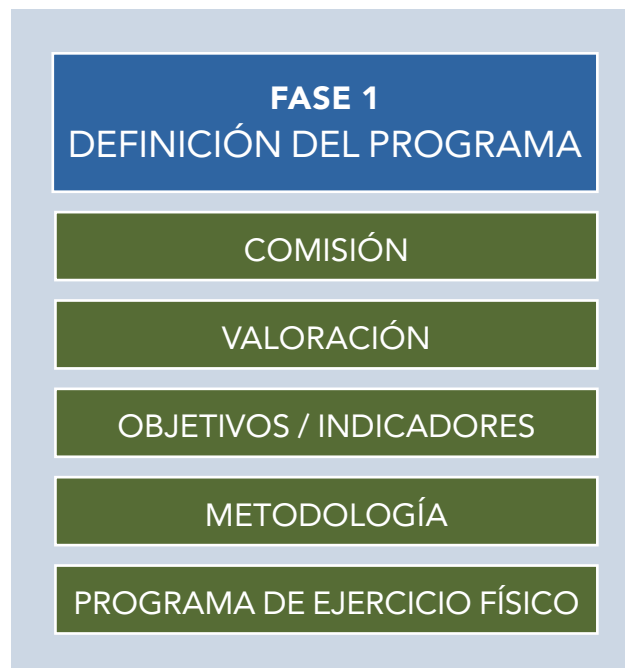 FASE 1
DEFINICIÓN DEL PROGRAMA
COMISIÓN
VALORACIÓN
OBJETIVOS / INDICADORES
METODOLOGÍA
PROGRAMA DE EJERCICIO FÍSICO